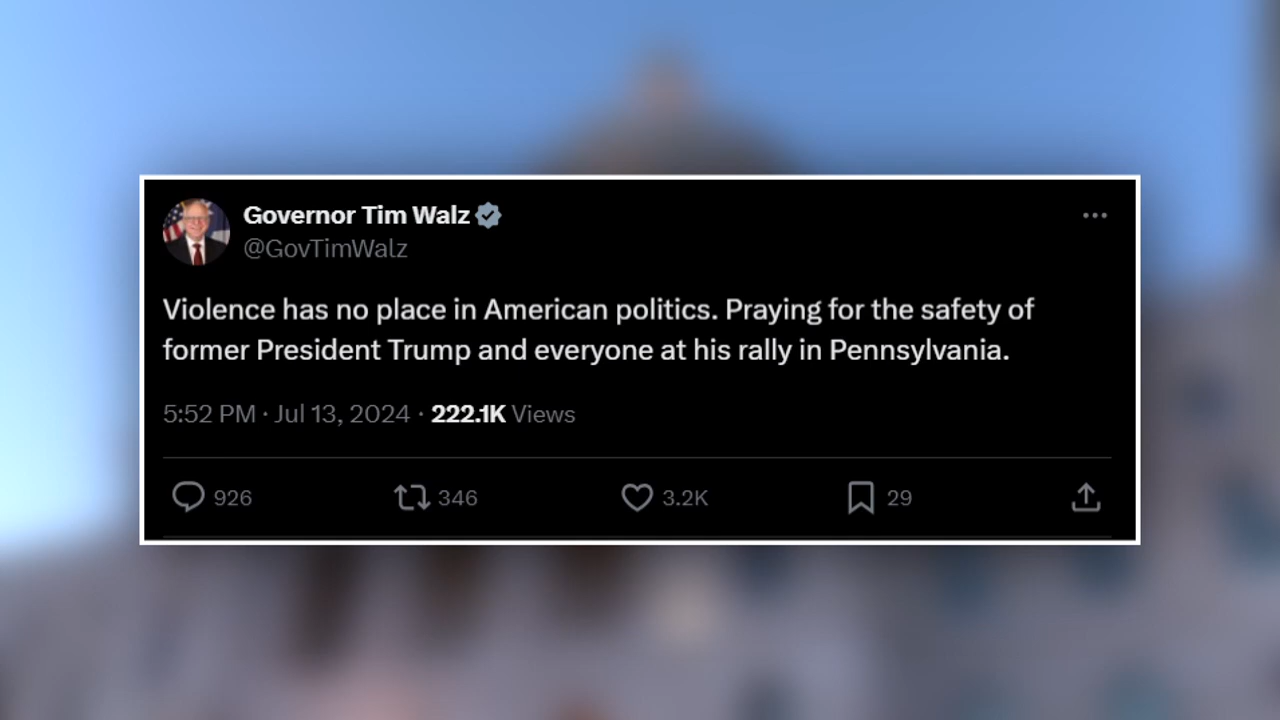 Governor Tim Walz
@GovTimWalz
Violence has no place in American politics. Praying for the safety of
former President Trump and everyone at his rally in Pennsylvania.
5:52 PM · Jul 13, 2024 · 222.1K Views
926 346 3.2K 29